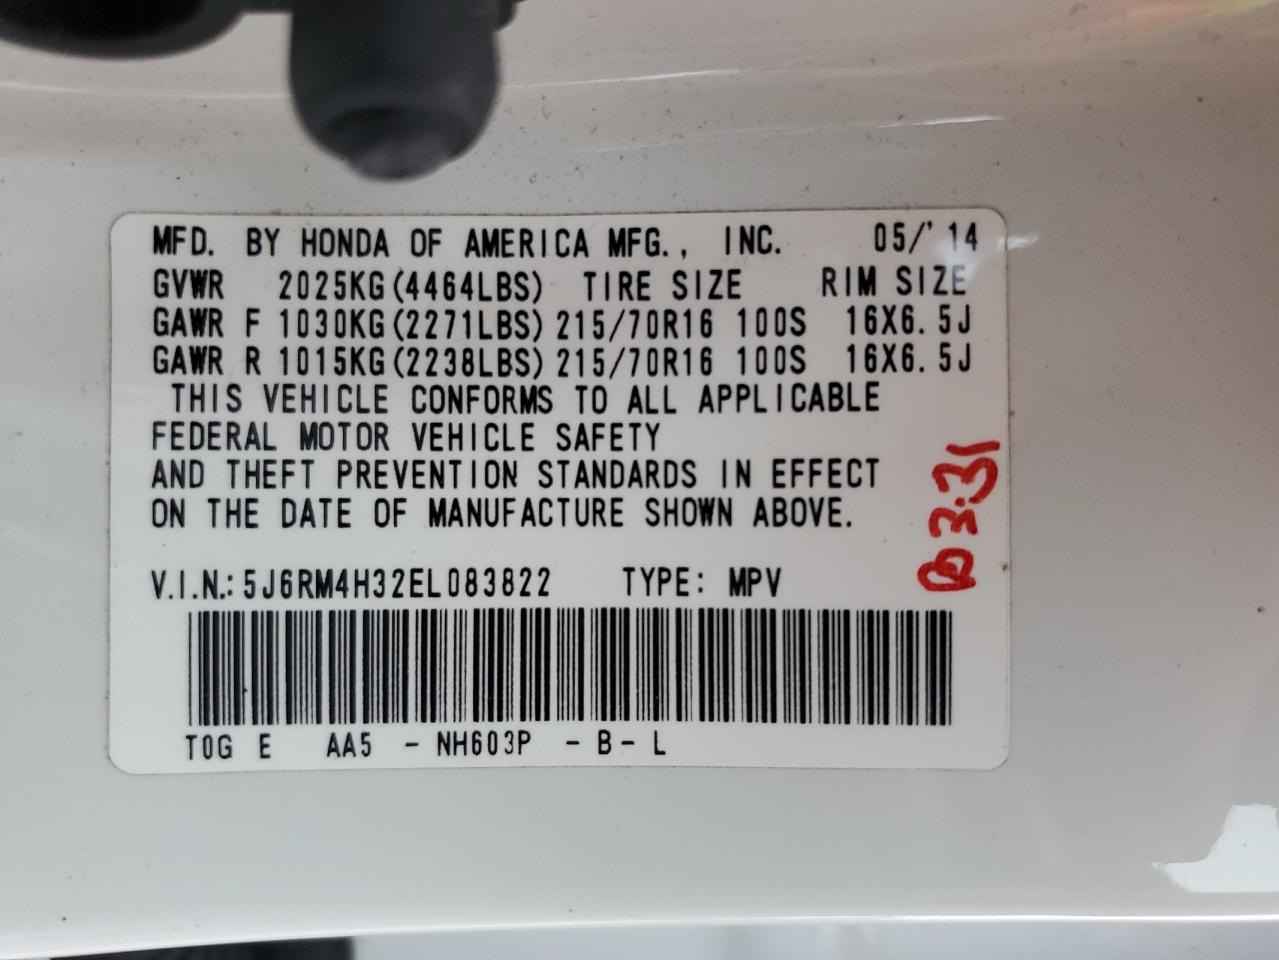 MFD. BY HONDA OF AMERICA MFG., INC. 05/'14
GVWR 2025KG(4464LBS) TIRE SIZE RIM SIZE
GAWR F 1030KG(2271LBS) 215/70R16 100S 16X6.5J
GAWR R 1015KG(2238LBS) 215/70R16 100S 16X6.5J
THIS VEHICLE CONFORMS TO ALL APPLICABLE
FEDERAL MOTOR VEHICLE SAFETY
AND THEFT PREVENTION STANDARDS IN EFFECT
ON THE DATE OF MANUFACTURE SHOWN ABOVE.
V.I.N.: 5J6RM4H32EL083822 TYPE: MPV
T0G E AA5 - NH603P - B - L